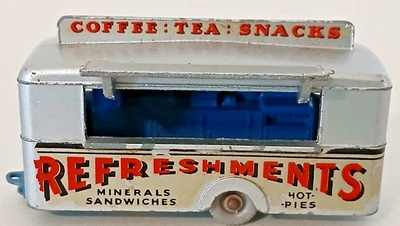 COFFEE : TEA : SNACKS
REFRESHMENTS
MINERALS HOT-
SANDWICHES -PIES